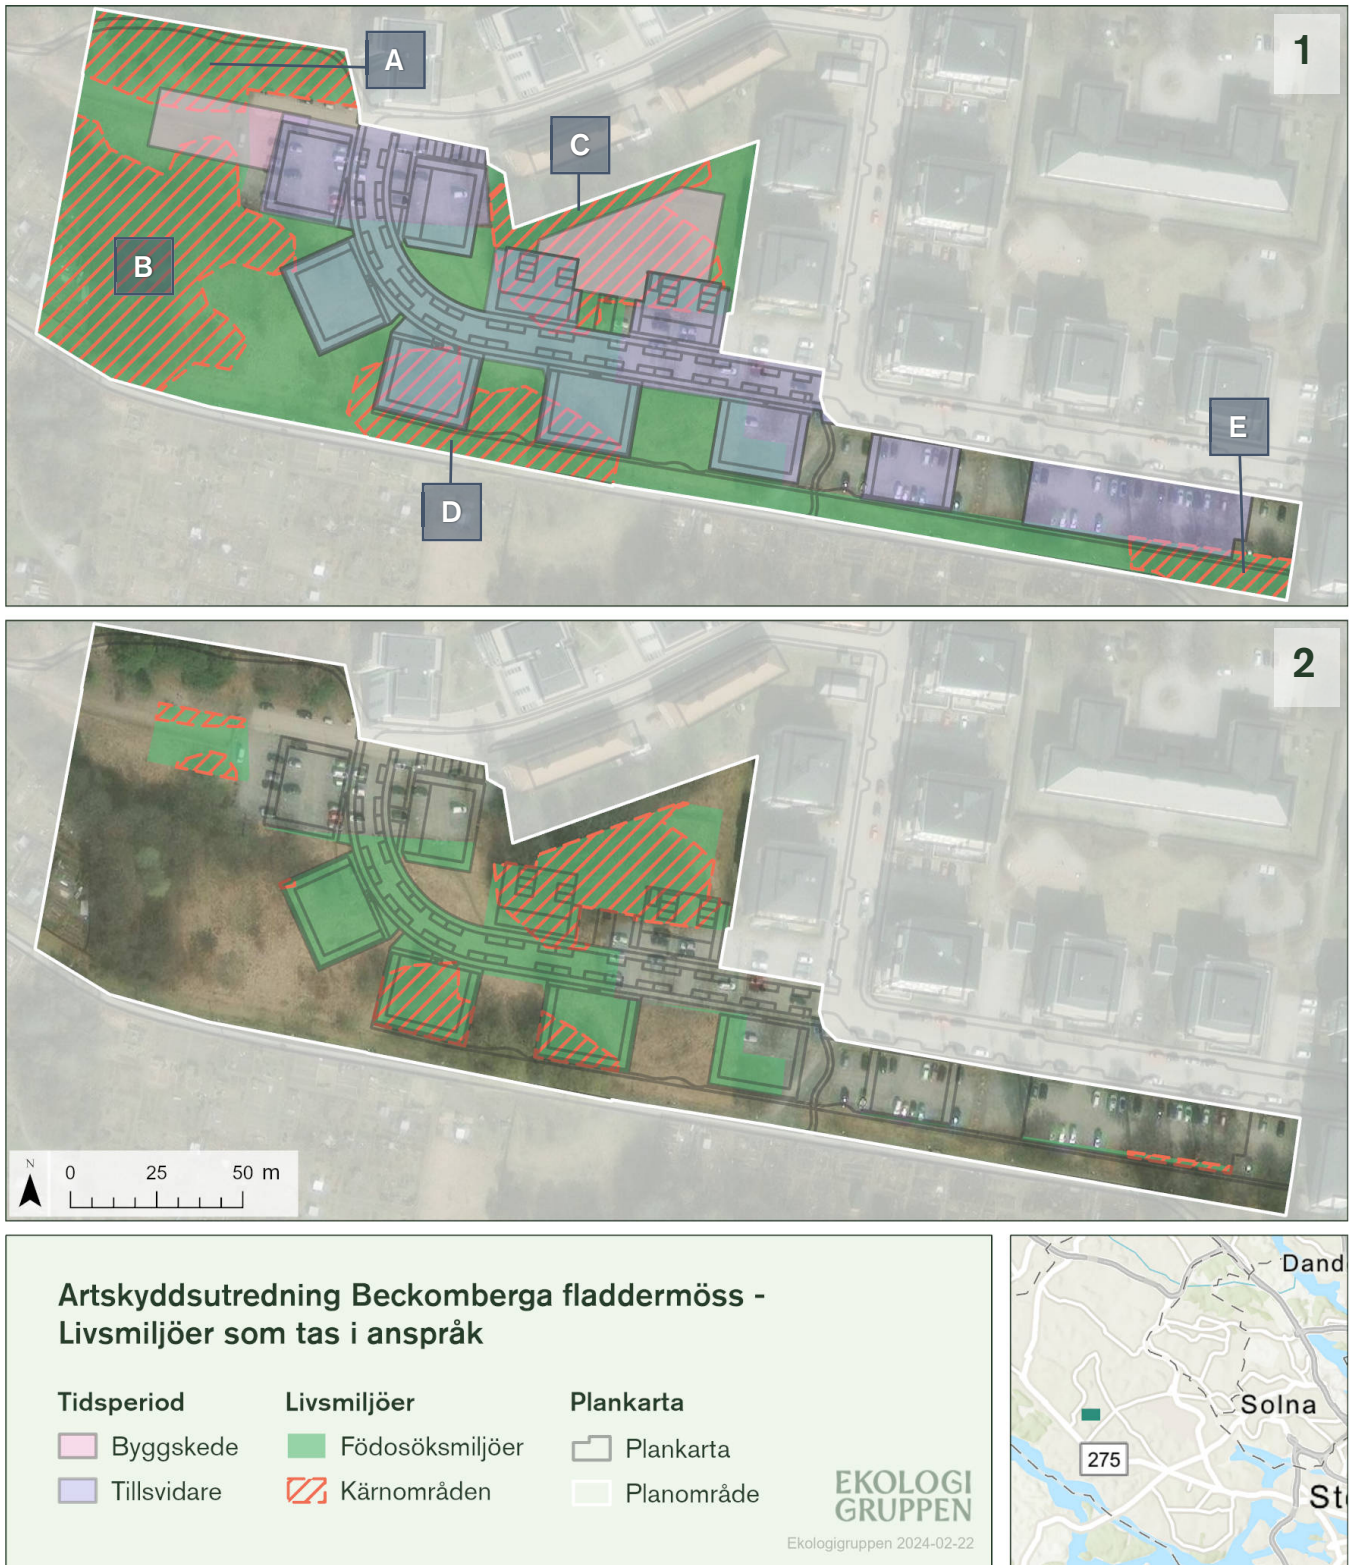 1
A
C
B
E
D
2
N
0 25 50 m
Artskyddsutredning Beckomberga fladdermöss -
Livsmiljöer som tas i anspråk
Tidsperiod
Byggskede
Tillsvidare
Livsmiljöer
Födosöksmiljöer
Kärnområden
Plankarta
Plankarta
Planområde
EKOLOGI
GRUPPEN
Ekologigruppen 2024-02-22
Dand
Solna
275
St